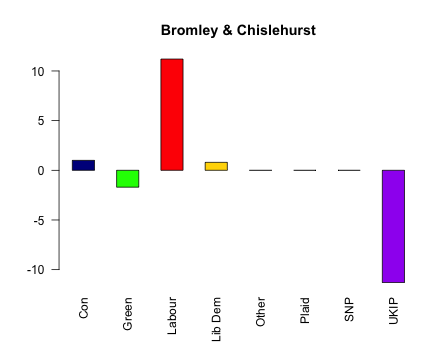 Bromley & Chislehurst
10
5
0
-5
-10
Con
Green
Labour
Lib Dem
Other
Plaid
SNP
UKIP